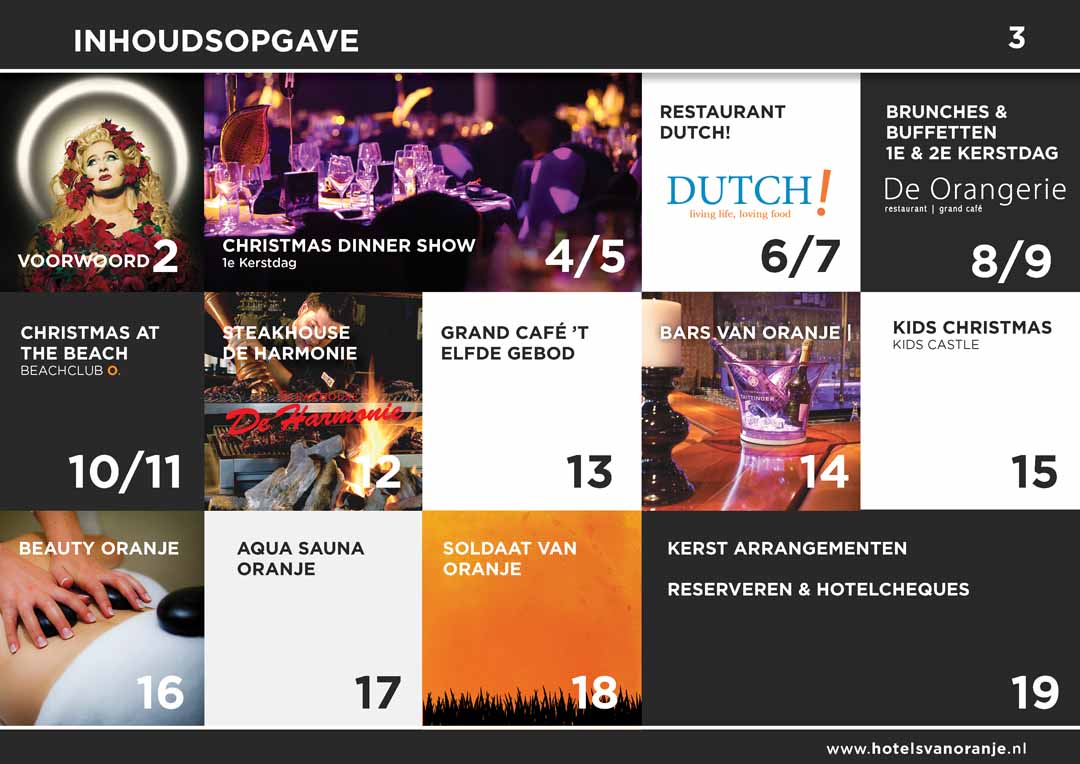 INHOUDSOPGAVE
3
VOORWOORD 2
CHRISTMAS DINNER SHOW
1e Kerstdag
4/5
RESTAURANT
DUTCH!
DUTCH!
living life, loving food
6/7
BRUNCHES &
BUFFETTEN
1E & 2E KERSTDAG
De Orangerie
restaurant | grand café
8/9
CHRISTMAS AT
THE BEACH
BEACHCLUB O.
10/11
STEAKHOUSE
DE HARMONIE
De Harmonie
12
GRAND CAFÉ ’T
ELFDE GEBOD
13
BARS VAN ORANJE |
TAITTINGER
14
KIDS CHRISTMAS
KIDS CASTLE
15
BEAUTY ORANJE
16
AQUA SAUNA
ORANJE
17
SOLDAAT VAN
ORANJE
18
KERST ARRANGEMENTEN
RESERVEREN & HOTELCHEQUES
19
www.hotelsvanoranje.nl